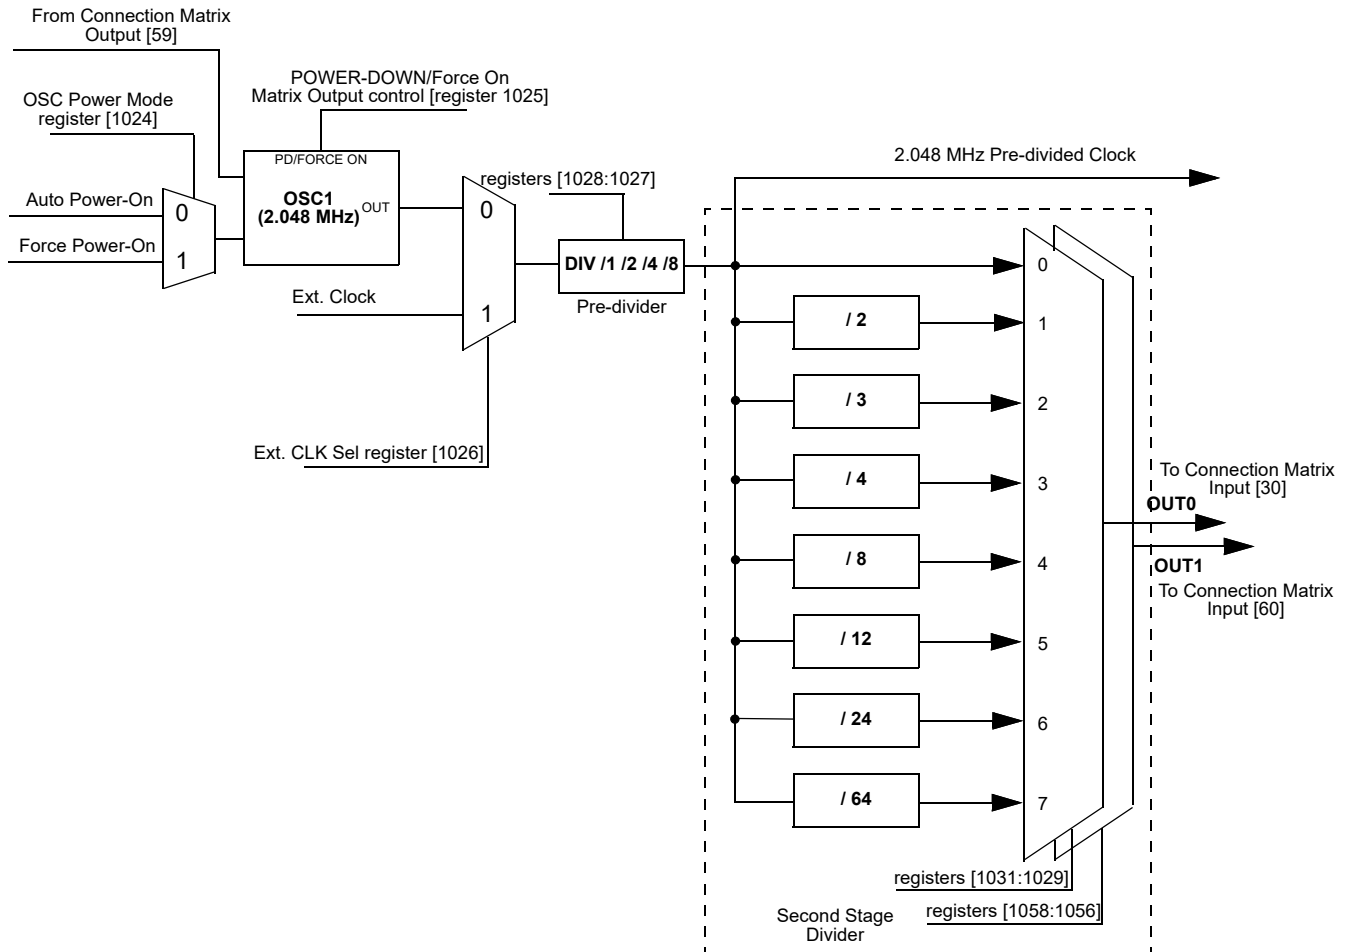 From Connection Matrix
Output [59]
POWER-DOWN/Force On
Matrix Output control [register 1025]
OSC Power Mode
register [1024]
PD/FORCE ON
OSC1
(2.048 MHz)
OUT
Auto Power-On
0
Force Power-On
1
Ext. Clock
0
1
Ext. CLK Sel register [1026]
registers [1028:1027]
DIV /1 /2 /4 /8
Pre-divider
2.048 MHz Pre-divided Clock
0
/ 2
1
/ 3
2
/ 4
3
/ 8
4
/ 12
5
/ 24
6
/ 64
7
To Connection Matrix
Input [30]
OUT0
OUT1
To Connection Matrix
Input [60]
registers [1031:1029]
registers [1058:1056]
Second Stage
Divider